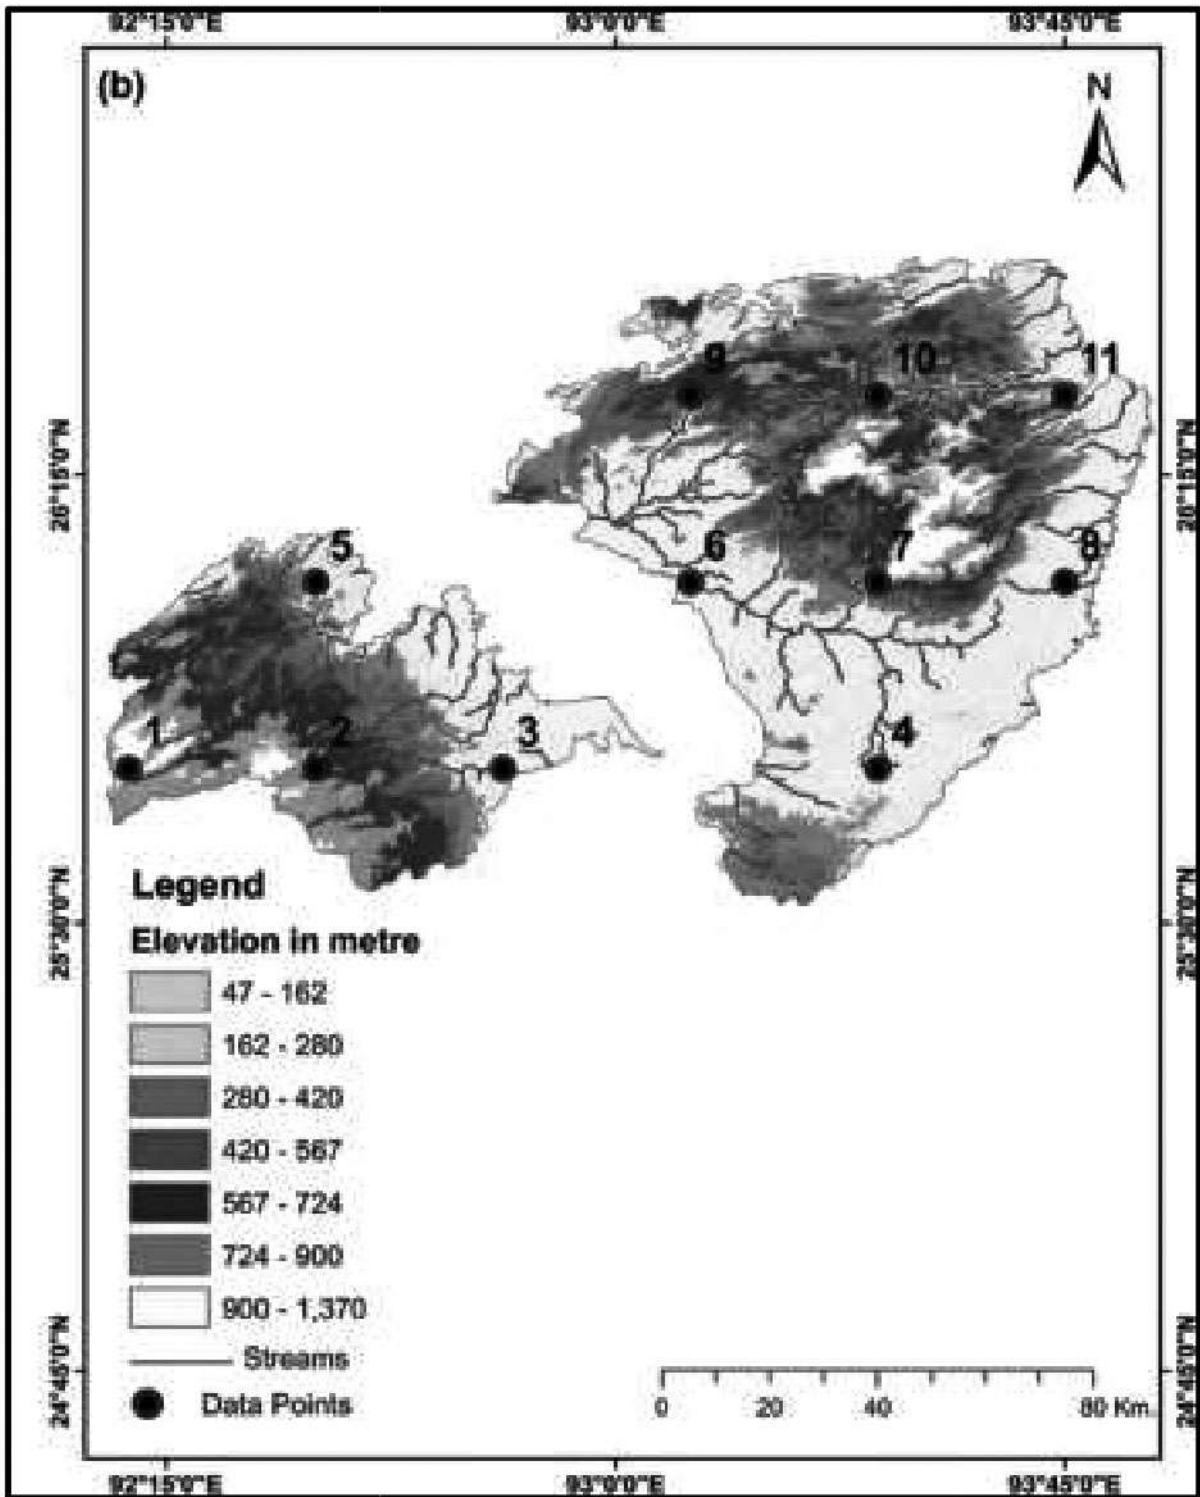 92°15'0"E 93°0'0"E 93°45'0"E
(b)
N
9 10 11
26°15'0"N 26°15'0"N
5 6 7 8
1 2 3 4
Legend
Elevation in metre
47 - 162
162 - 280
280 - 420
420 - 567
567 - 724
724 - 900
900 - 1,370
Streams
Data Points
25°30'0"N 25°30'0"N
24°45'0"N 24°45'0"N
0 20 40 80 Km
92°15'0"E 93°0'0"E 93°45'0"E